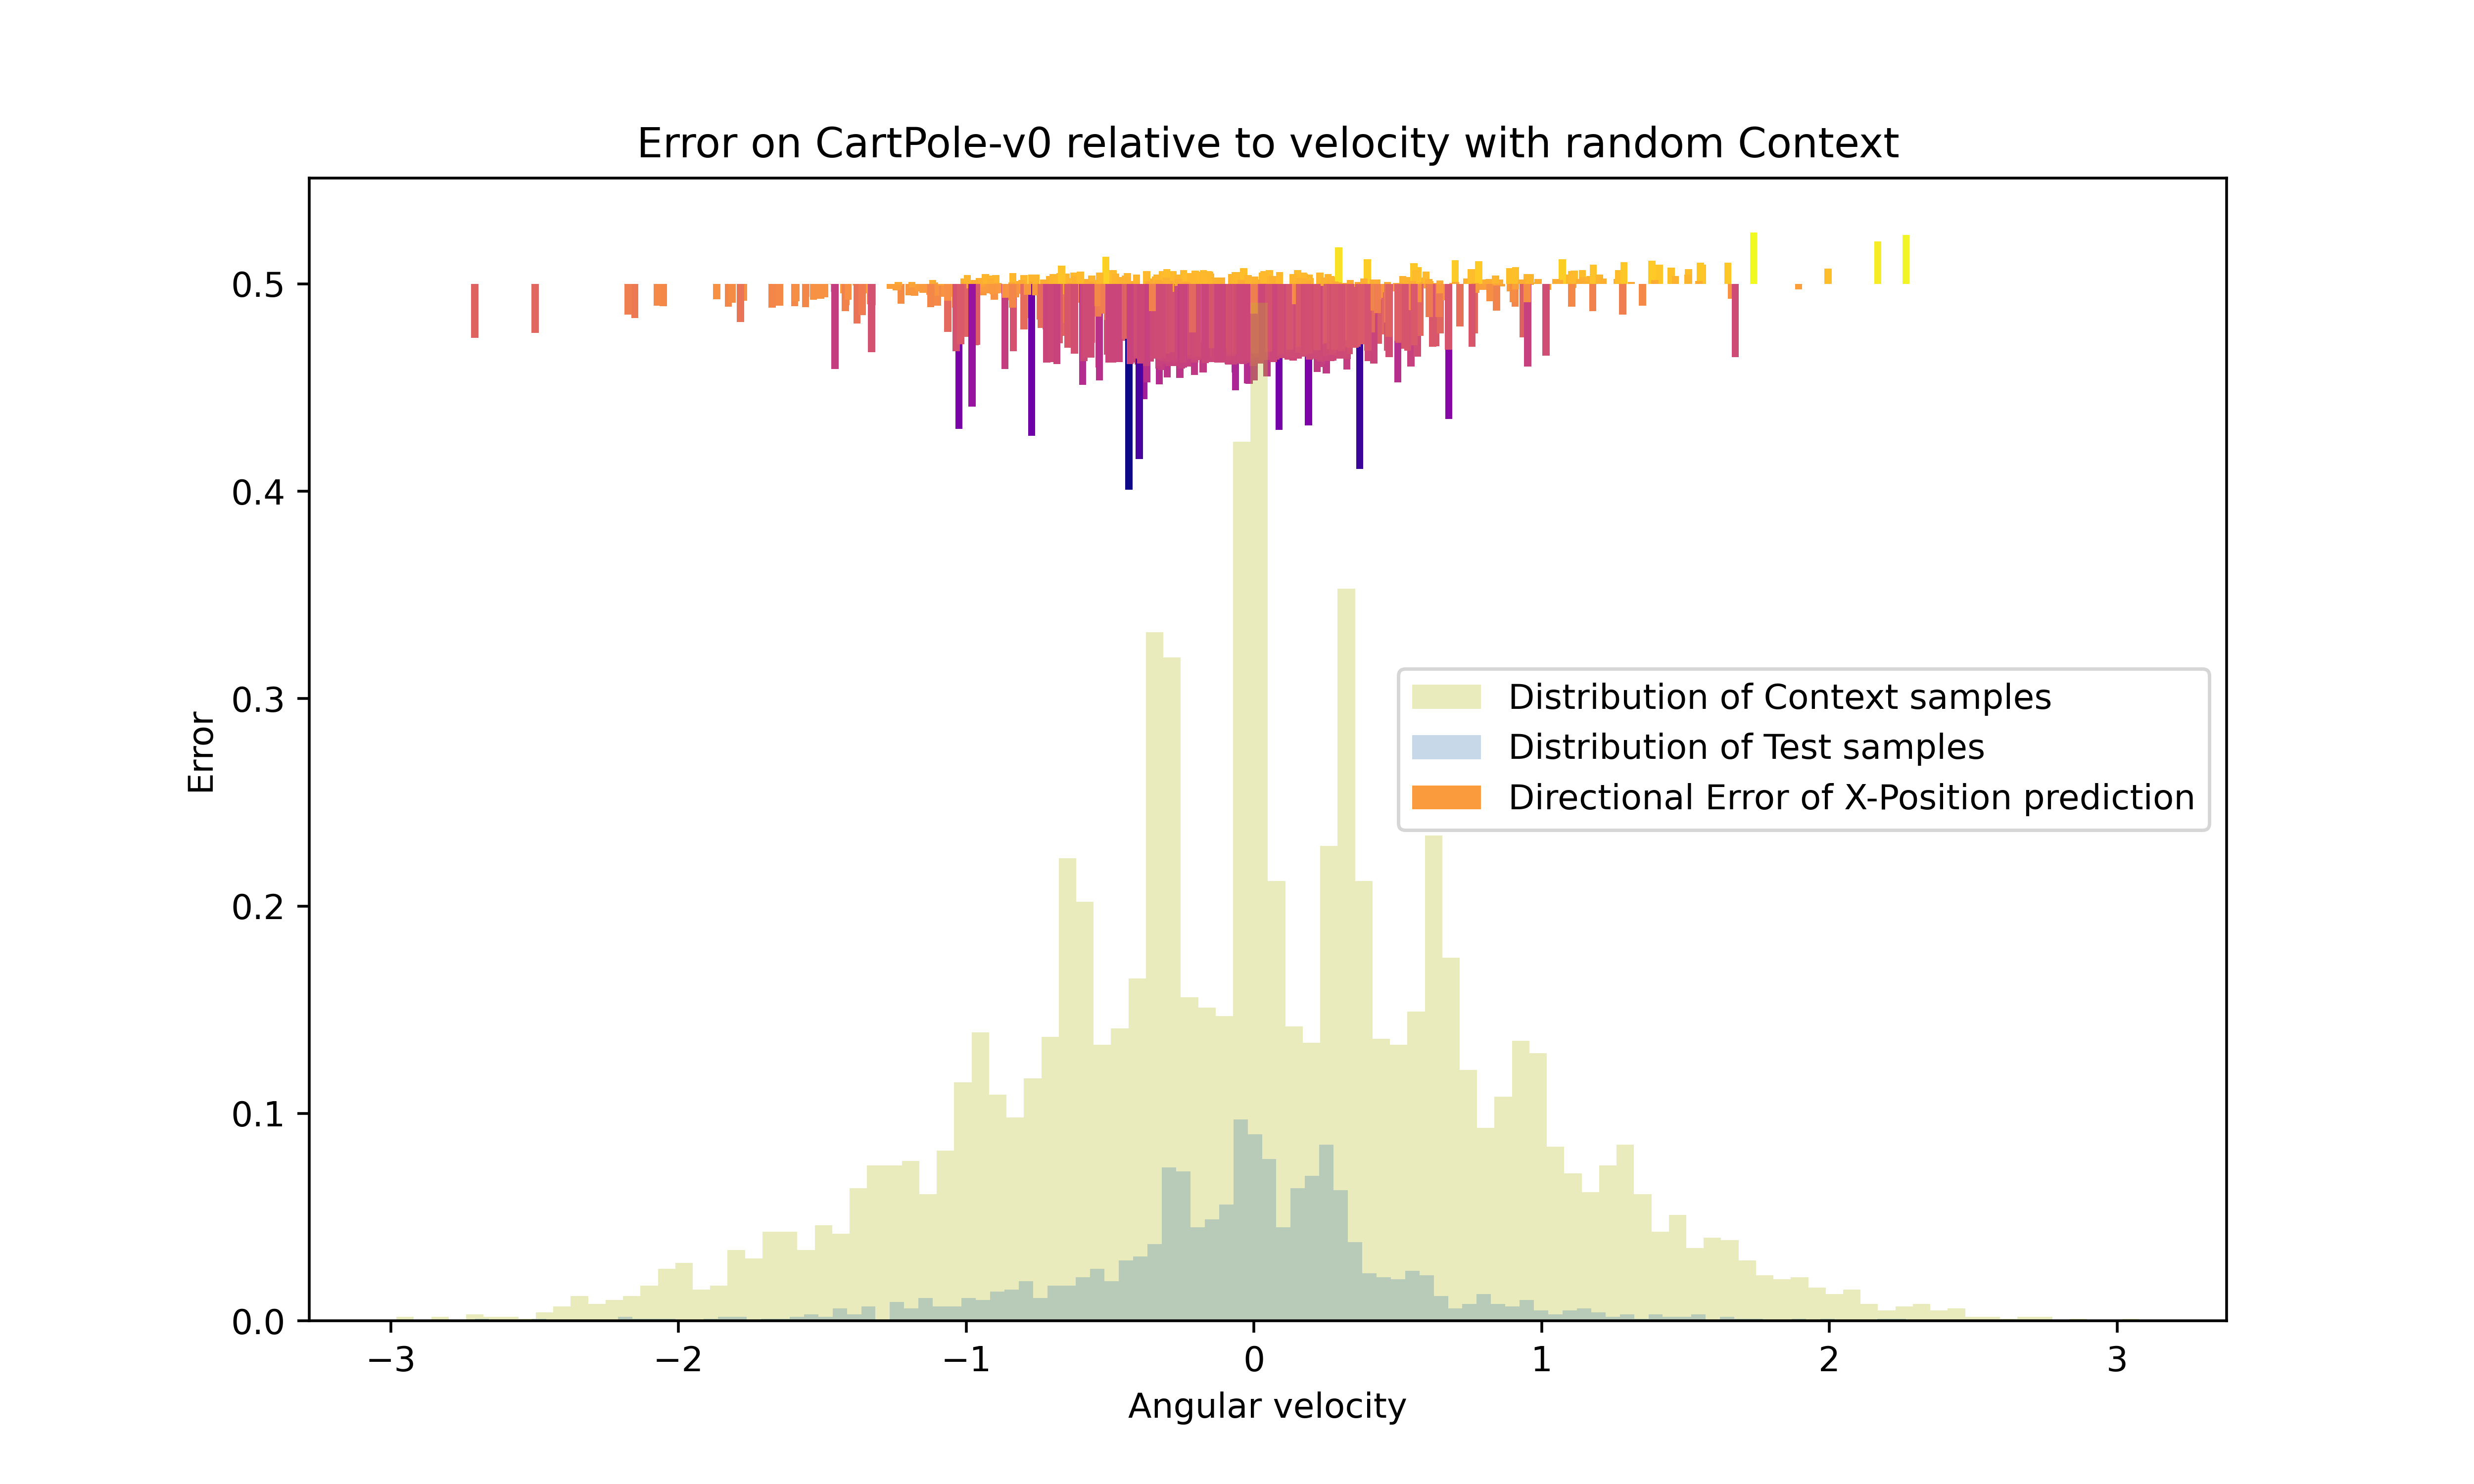 Error on CartPole-v0 relative to velocity with random Context
0.5
0.4
0.3
0.2
0.1
0.0
Error
Distribution of Context samples
Distribution of Test samples
Directional Error of X-Position prediction
−3 −2 −1 0 1 2 3
Angular velocity